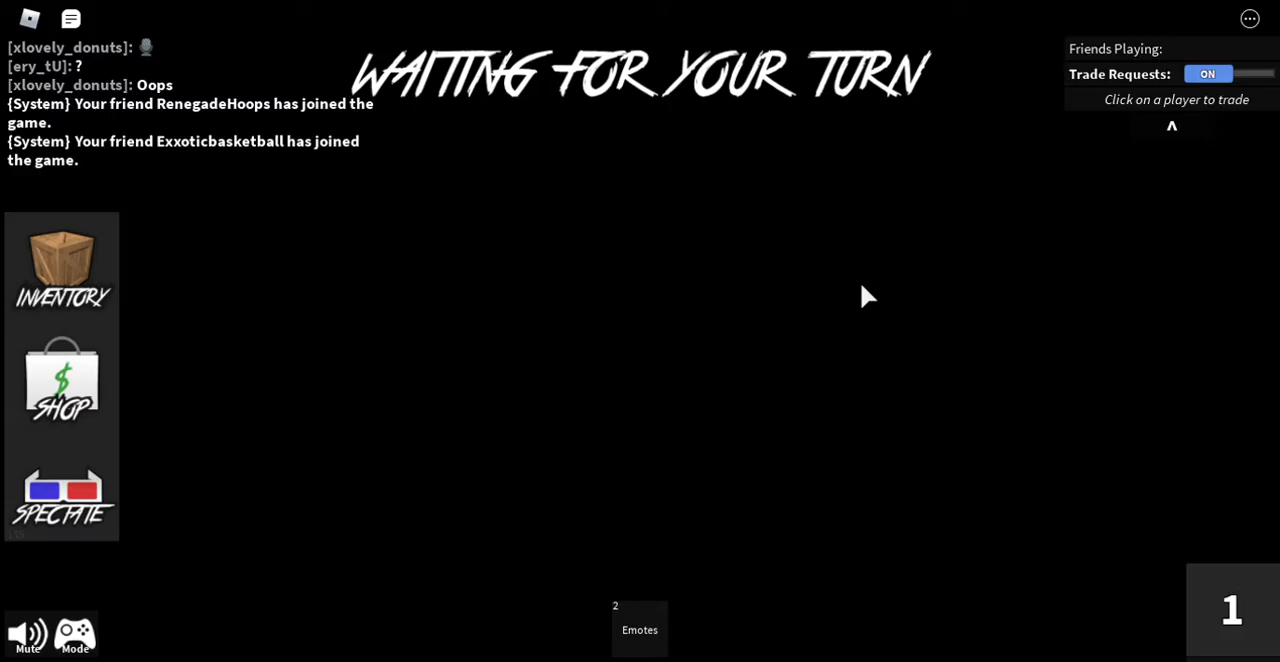 [xlovely_donuts]: 🎙️
[ery_tU]: ?
[xlovely_donuts]: Oops
{System} Your friend RenegadeHoops has joined the
game.
{System} Your friend Exxoticbasketball has joined
the game.
WAITING FOR YOUR TURN
Friends Playing:
Trade Requests: ON
Click on a player to trade
^
INVENTORY
$
SHOP
SPECTATE
Mute
Mode
2
Emotes
1